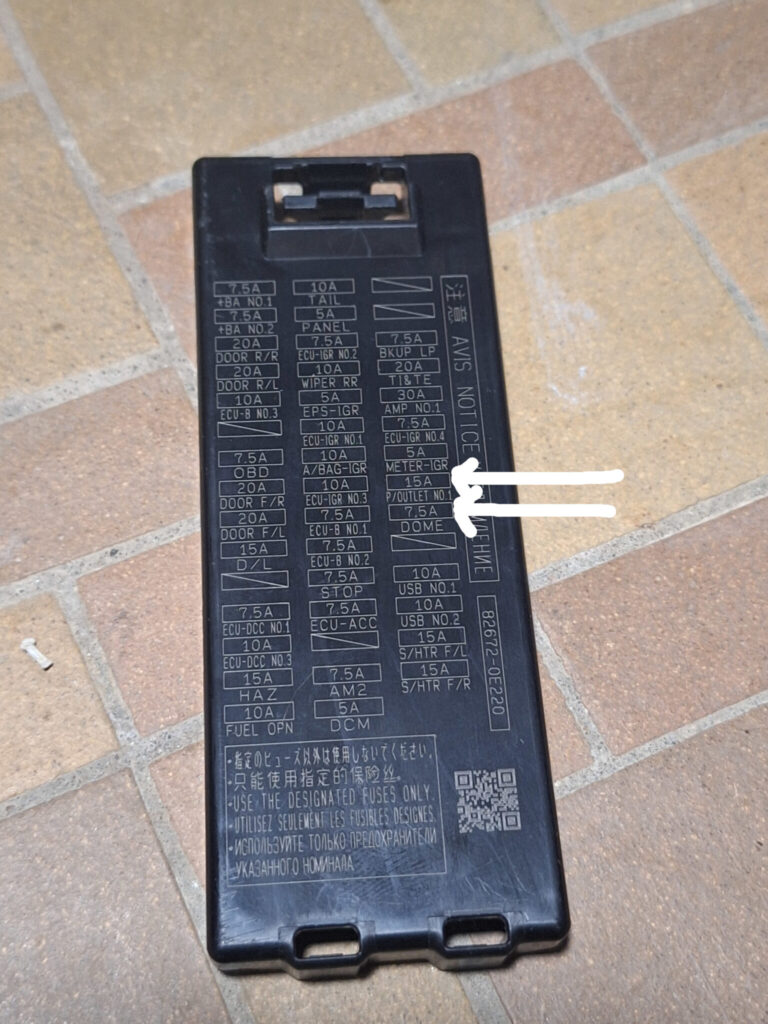 7.5A
+BA NO.1
7.5A
+BA NO.2
20A
DOOR R/R
20A
DOOR R/L
10A
ECU-B NO.3
7.5A
OBD
20A
DOOR F/R
20A
DOOR F/L
15A
D/L
7.5A
ECU-DCC NO.1
10A
ECU-DCC NO.3
15A
HAZ
10A
FUEL OPN
10A
TAIL
5A
PANEL
7.5A
ECU-IGR NO.2
10A
WIPER RR
5A
EPS-IGR
10A
ECU-IGR NO.1
10A
A/BAG-IGR
10A
ECU-IGR NO.3
7.5A
ECU-B NO.1
7.5A
ECU-B NO.2
7.5A
STOP
7.5A
ECU-ACC
7.5A
AM2
5A
DCM
7.5A
BKUP LP
20A
TI&TE
30A
AMP NO.1
7.5A
ECU-IGR NO.4
5A
METER-IGR
15A
P/OUTLET NO.1
7.5A
DOME
10A
USB NO.1
10A
USB NO.2
15A
S/HTR F/L
15A
S/HTR F/R
注意 AVIS NOTICE
82672-0E220
・指定のヒューズ以外は使用しないでください。
・只能使用指定的保险丝。
・USE THE DESIGNATED FUSES ONLY.
・UTILISEZ SEULEMENT LES FUSIBLES DESIGNES.
・ИСПОЛЬЗУЙТЕ ТОЛЬКО ПРЕДОХРАНИТЕЛИ
УКАЗАННОГО НОМИНАЛА